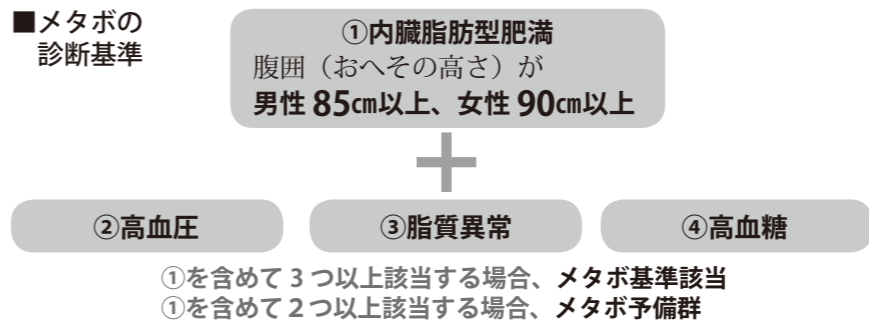 ■メタボの
診断基準
①内臓脂肪型肥満
腹囲（おへその高さ）が
男性 85㎝以上、女性 90㎝以上
＋
②高血圧
③脂質異常
④高血糖
①を含めて 3 つ以上該当する場合、メタボ基準該当
①を含めて 2 つ以上該当する場合、メタボ予備群